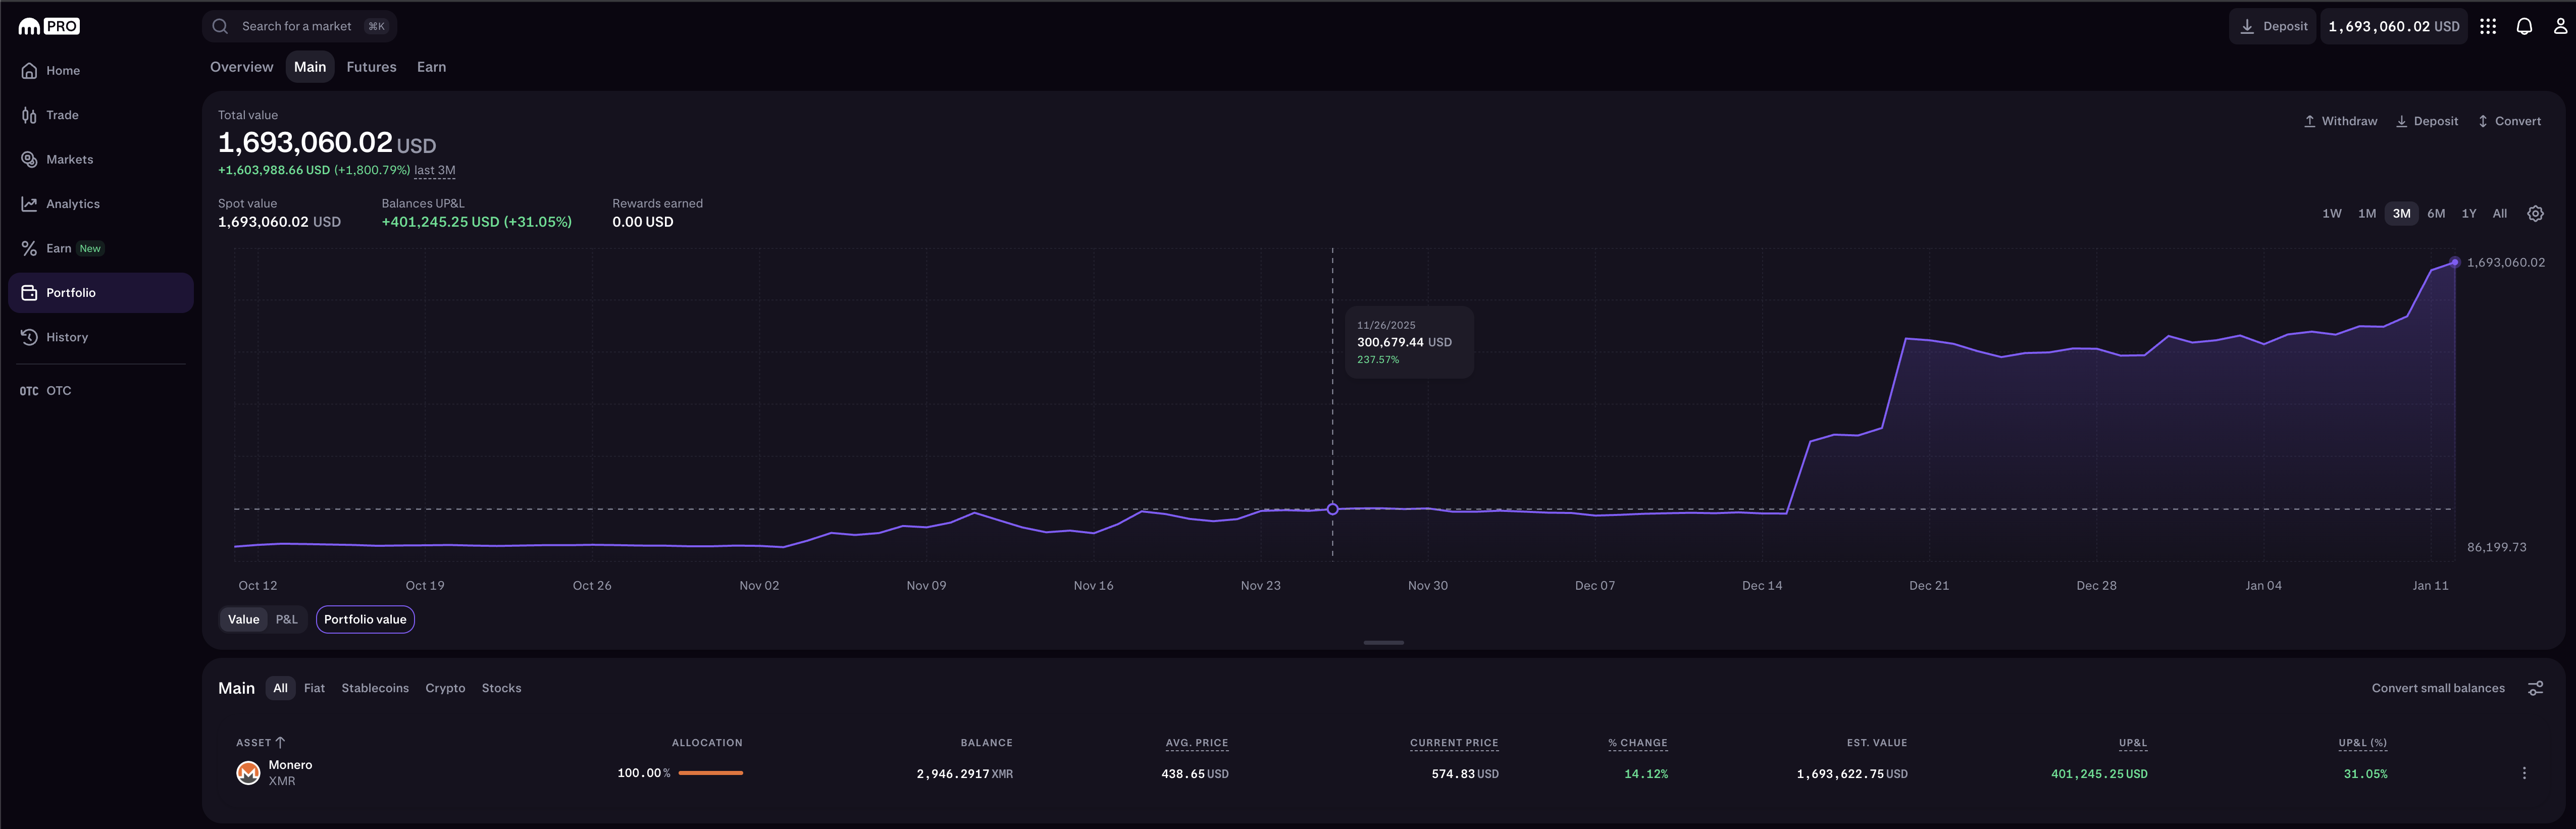 PRO
Search for a market ⌘K
Deposit
1,693,060.02 USD
Home
Trade
Markets
Analytics
Earn New
Portfolio
History
OTC OTC
Overview Main Futures Earn
Total value
1,693,060.02 USD
+1,603,988.66 USD (+1,800.79%) last 3M
Withdraw Deposit Convert
Spot value
1,693,060.02 USD
Balances UP&L
+401,245.25 USD (+31.05%)
Rewards earned
0.00 USD
1W 1M 3M 6M 1Y All
1,693,060.02
11/26/2025
300,679.44 USD
237.57%
86,199.73
Oct 12 Oct 19 Oct 26 Nov 02 Nov 09 Nov 16 Nov 23 Nov 30 Dec 07 Dec 14 Dec 21 Dec 28 Jan 04 Jan 11
Value P&L Portfolio value
Main All Fiat Stablecoins Crypto Stocks
Convert small balances
ASSET ALLOCATION BALANCE AVG. PRICE CURRENT PRICE % CHANGE EST. VALUE UP&L UP&L (%)
Monero
XMR
100.00% 2,946.2917 XMR 438.65 USD 574.83 USD 14.12% 1,693,622.75 USD 401,245.25 USD 31.05%